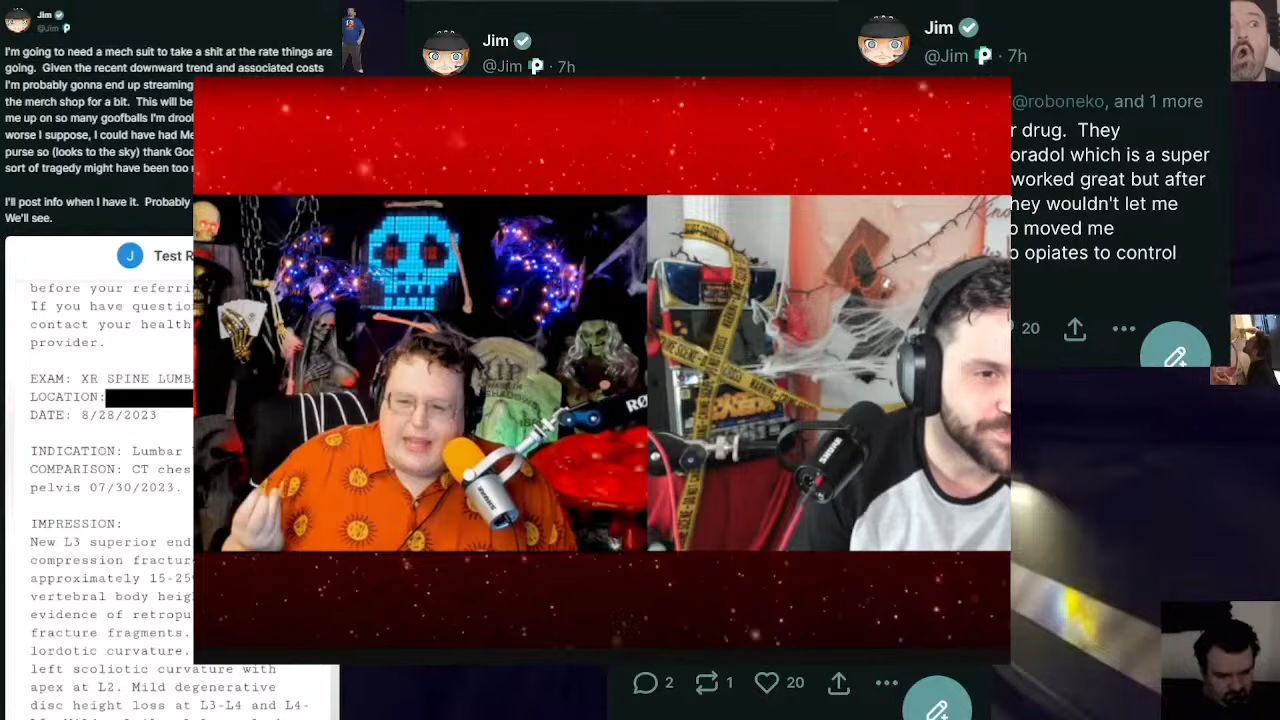 Jim
@Jim
I'm going to need a mech suit to take a shit at the rate things are
going. Given the recent downward trend and associated costs
I'm probably gonna end up streaming
the merch shop for a bit. This will be
me up on so many goofballs I'm drool
worse I suppose, I could have had Me
purse so (looks to the sky) thank God
sort of tragedy might have been too
I'll post info when I have it. Probably
We'll see.
J
Test R
before your referri
If you have questio
contact your health
provider.
EXAM: XR SPINE LUMB
LOCATION:
DATE: 8/28/2023
INDICATION: Lumbar
COMPARISON: CT ches
pelvis 07/30/2023.
IMPRESSION:
New L3 superior end
compression fractur
approximately 15-25
vertebral body heig
evidence of retropu
fracture fragments.
lordotic curvature.
left scoliotic curvature with
apex at L2. Mild degenerative
disc height loss at L3-L4 and L4-
Jim
@Jim · 7h
RIP
RØ
SHURE
SHURE
2
1
20
Jim
@Jim · 7h
@roboneko, and 1 more
r drug. They
oradol which is a super
worked great but after
hey wouldn't let me
o moved me
o opiates to control
20